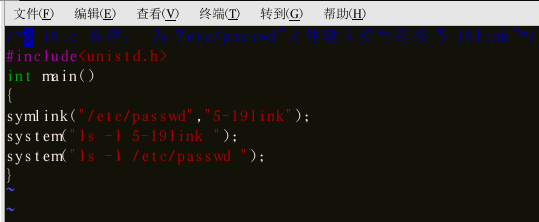 文件(F) 编辑(E) 查看(V) 终端(T) 转到(G) 帮助(H)
程序: 为"/etc/passwd"文件建立符号链接"5-19link"*/
#include<unistd.h>
int main()
{
symlink("/etc/passwd","5-19link");
system("ls -l 5-19link ");
system("ls -l /etc/passwd ");
}
~
~